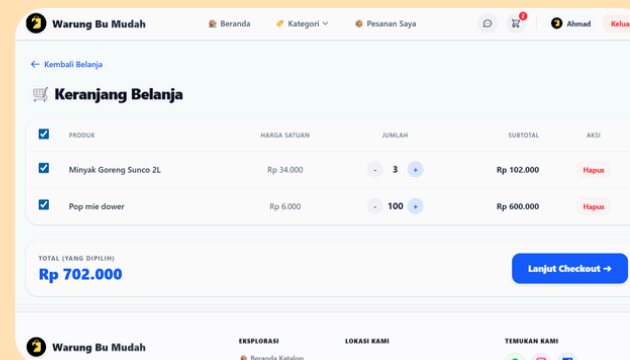 Warung Bu Mudah
Beranda
Kategori
Pesanan Saya
2
Ahmad
← Kembali Belanja
Keranjang Belanja
PRODUK HARGA SATUAN JUMLAH SUBTOTAL AKSI
Minyak Goreng Sunco 2L Rp 34.000 - 3 + Rp 102.000 Hapus
Pop mie dower Rp 6.000 - 100 + Rp 600.000 Hapus
TOTAL (YANG DIPILIH)
Rp 702.000
Lanjut Checkout →
Warung Bu Mudah
EKSPLORASI
Beranda Katalog
LOKASI KAMI
TEMUKAN KAMI